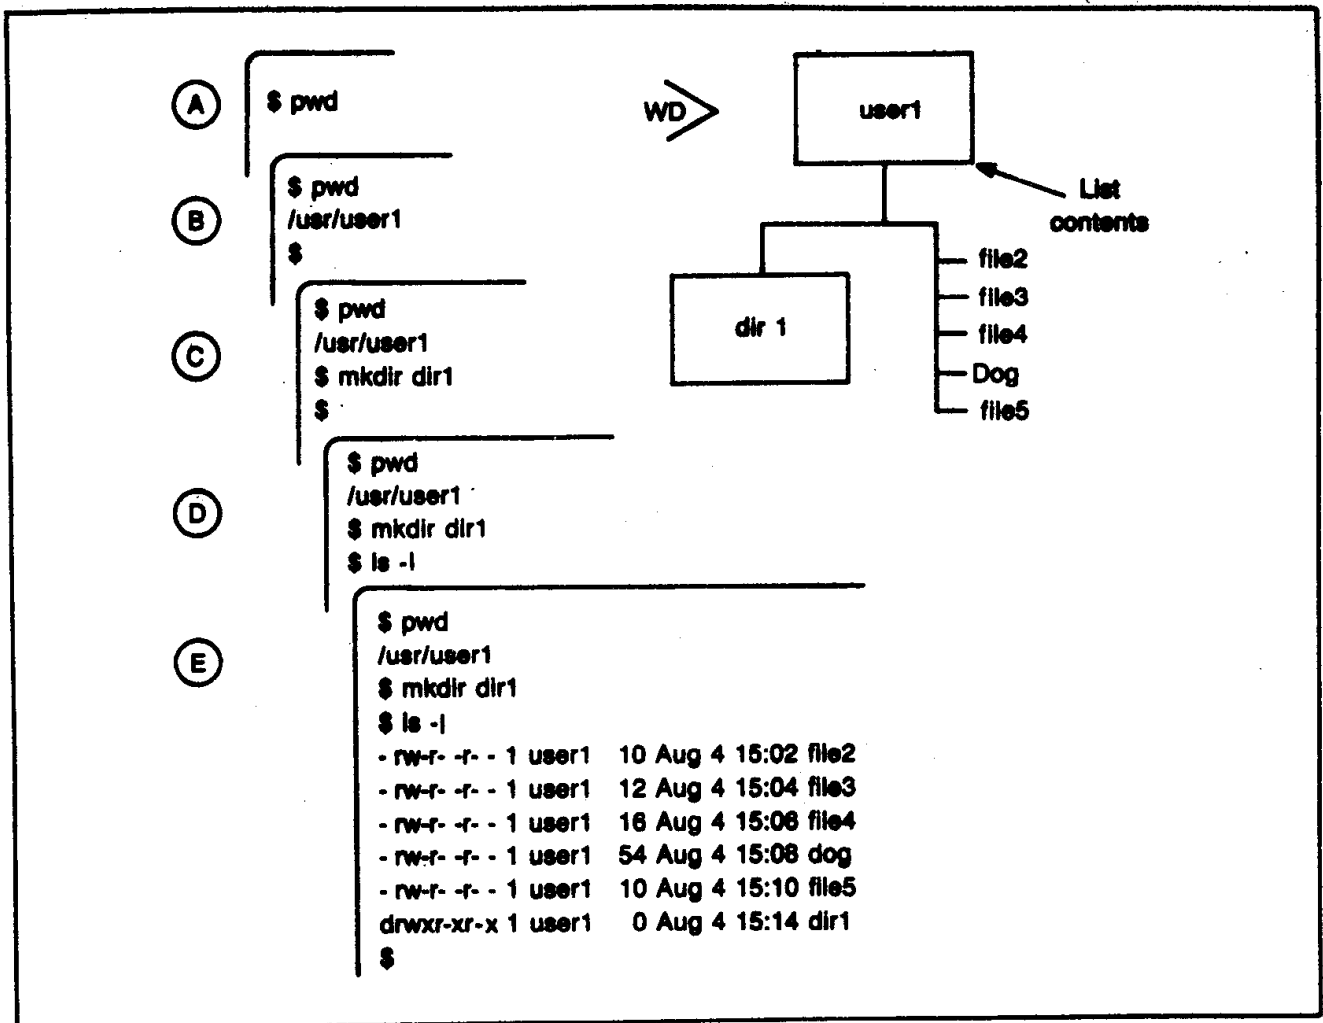 A
$ pwd
B
$ pwd
/usr/user1
$
C
$ pwd
/usr/user1
$ mkdir dir1
$
D
$ pwd
/usr/user1
$ mkdir dir1
$ ls -l
E
$ pwd
/usr/user1
$ mkdir dir1
$ ls -l
- rw-r- -r- - 1 user1 10 Aug 4 15:02 file2
- rw-r- -r- - 1 user1 12 Aug 4 15:04 file3
- rw-r- -r- - 1 user1 16 Aug 4 15:06 file4
- rw-r- -r- - 1 user1 54 Aug 4 15:08 dog
- rw-r- -r- - 1 user1 10 Aug 4 15:10 file5
drwxr-xr-x 1 user1 0 Aug 4 15:14 dir1
$
WD
user1
List
contents
dir 1
file2
file3
file4
Dog
file5